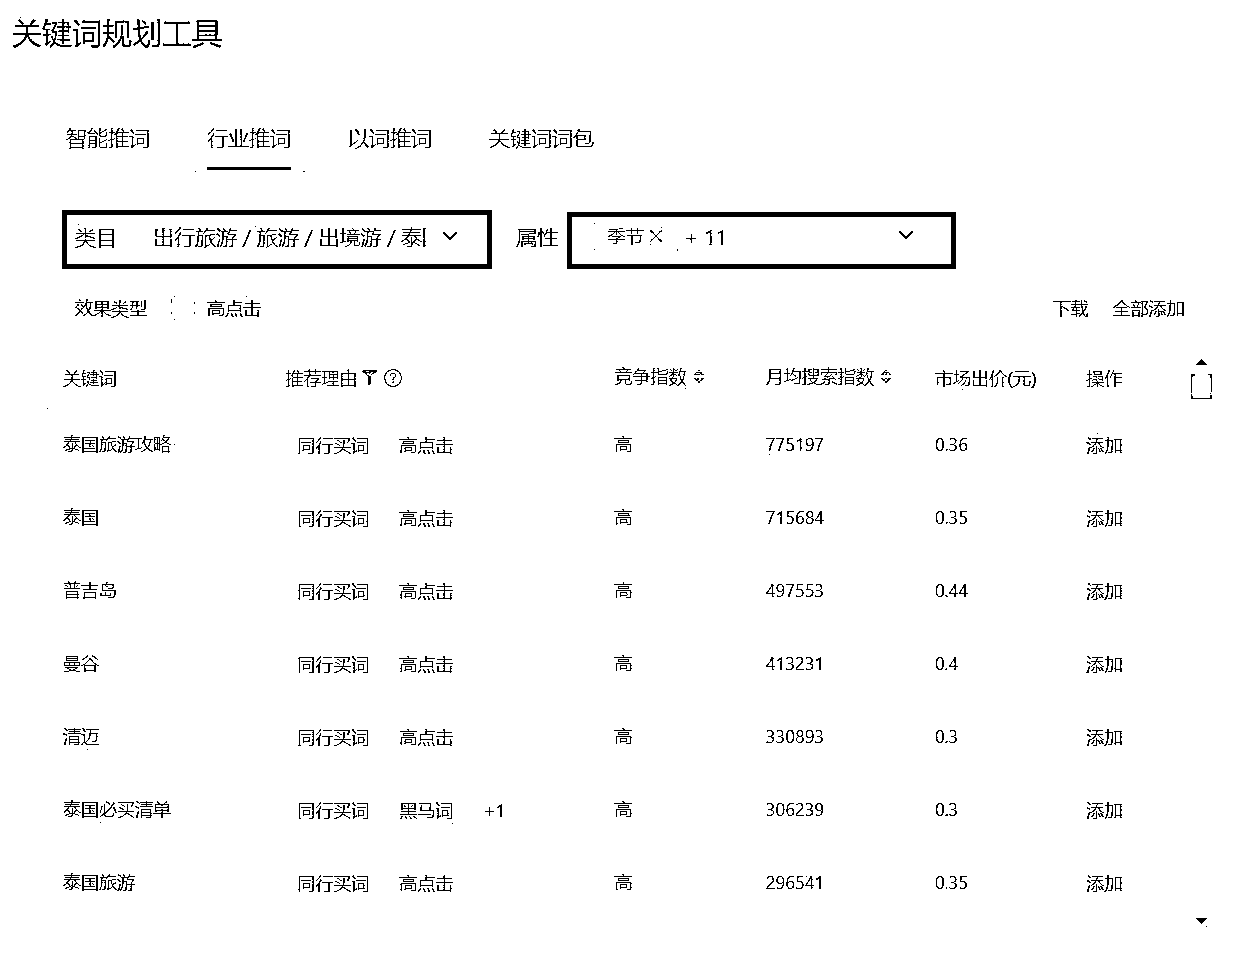 关键词规划工具
智能推词 行业推词 以词推词 关键词词包
类目 出行旅游 / 旅游 / 出境游 / 泰 属性 季节 × + 11
效果类型 高点击 下载 全部添加
关键词 推荐理由 竞争指数 月均搜索指数 市场出价(元) 操作
泰国旅游攻略 同行买词 高点击 高 775197 0.36 添加
泰国 同行买词 高点击 高 715684 0.35 添加
普吉岛 同行买词 高点击 高 497553 0.44 添加
曼谷 同行买词 高点击 高 413231 0.4 添加
清迈 同行买词 高点击 高 330893 0.3 添加
泰国必买清单 同行买词 黑马词 +1 高 306239 0.3 添加
泰国旅游 同行买词 高点击 高 296541 0.35 添加